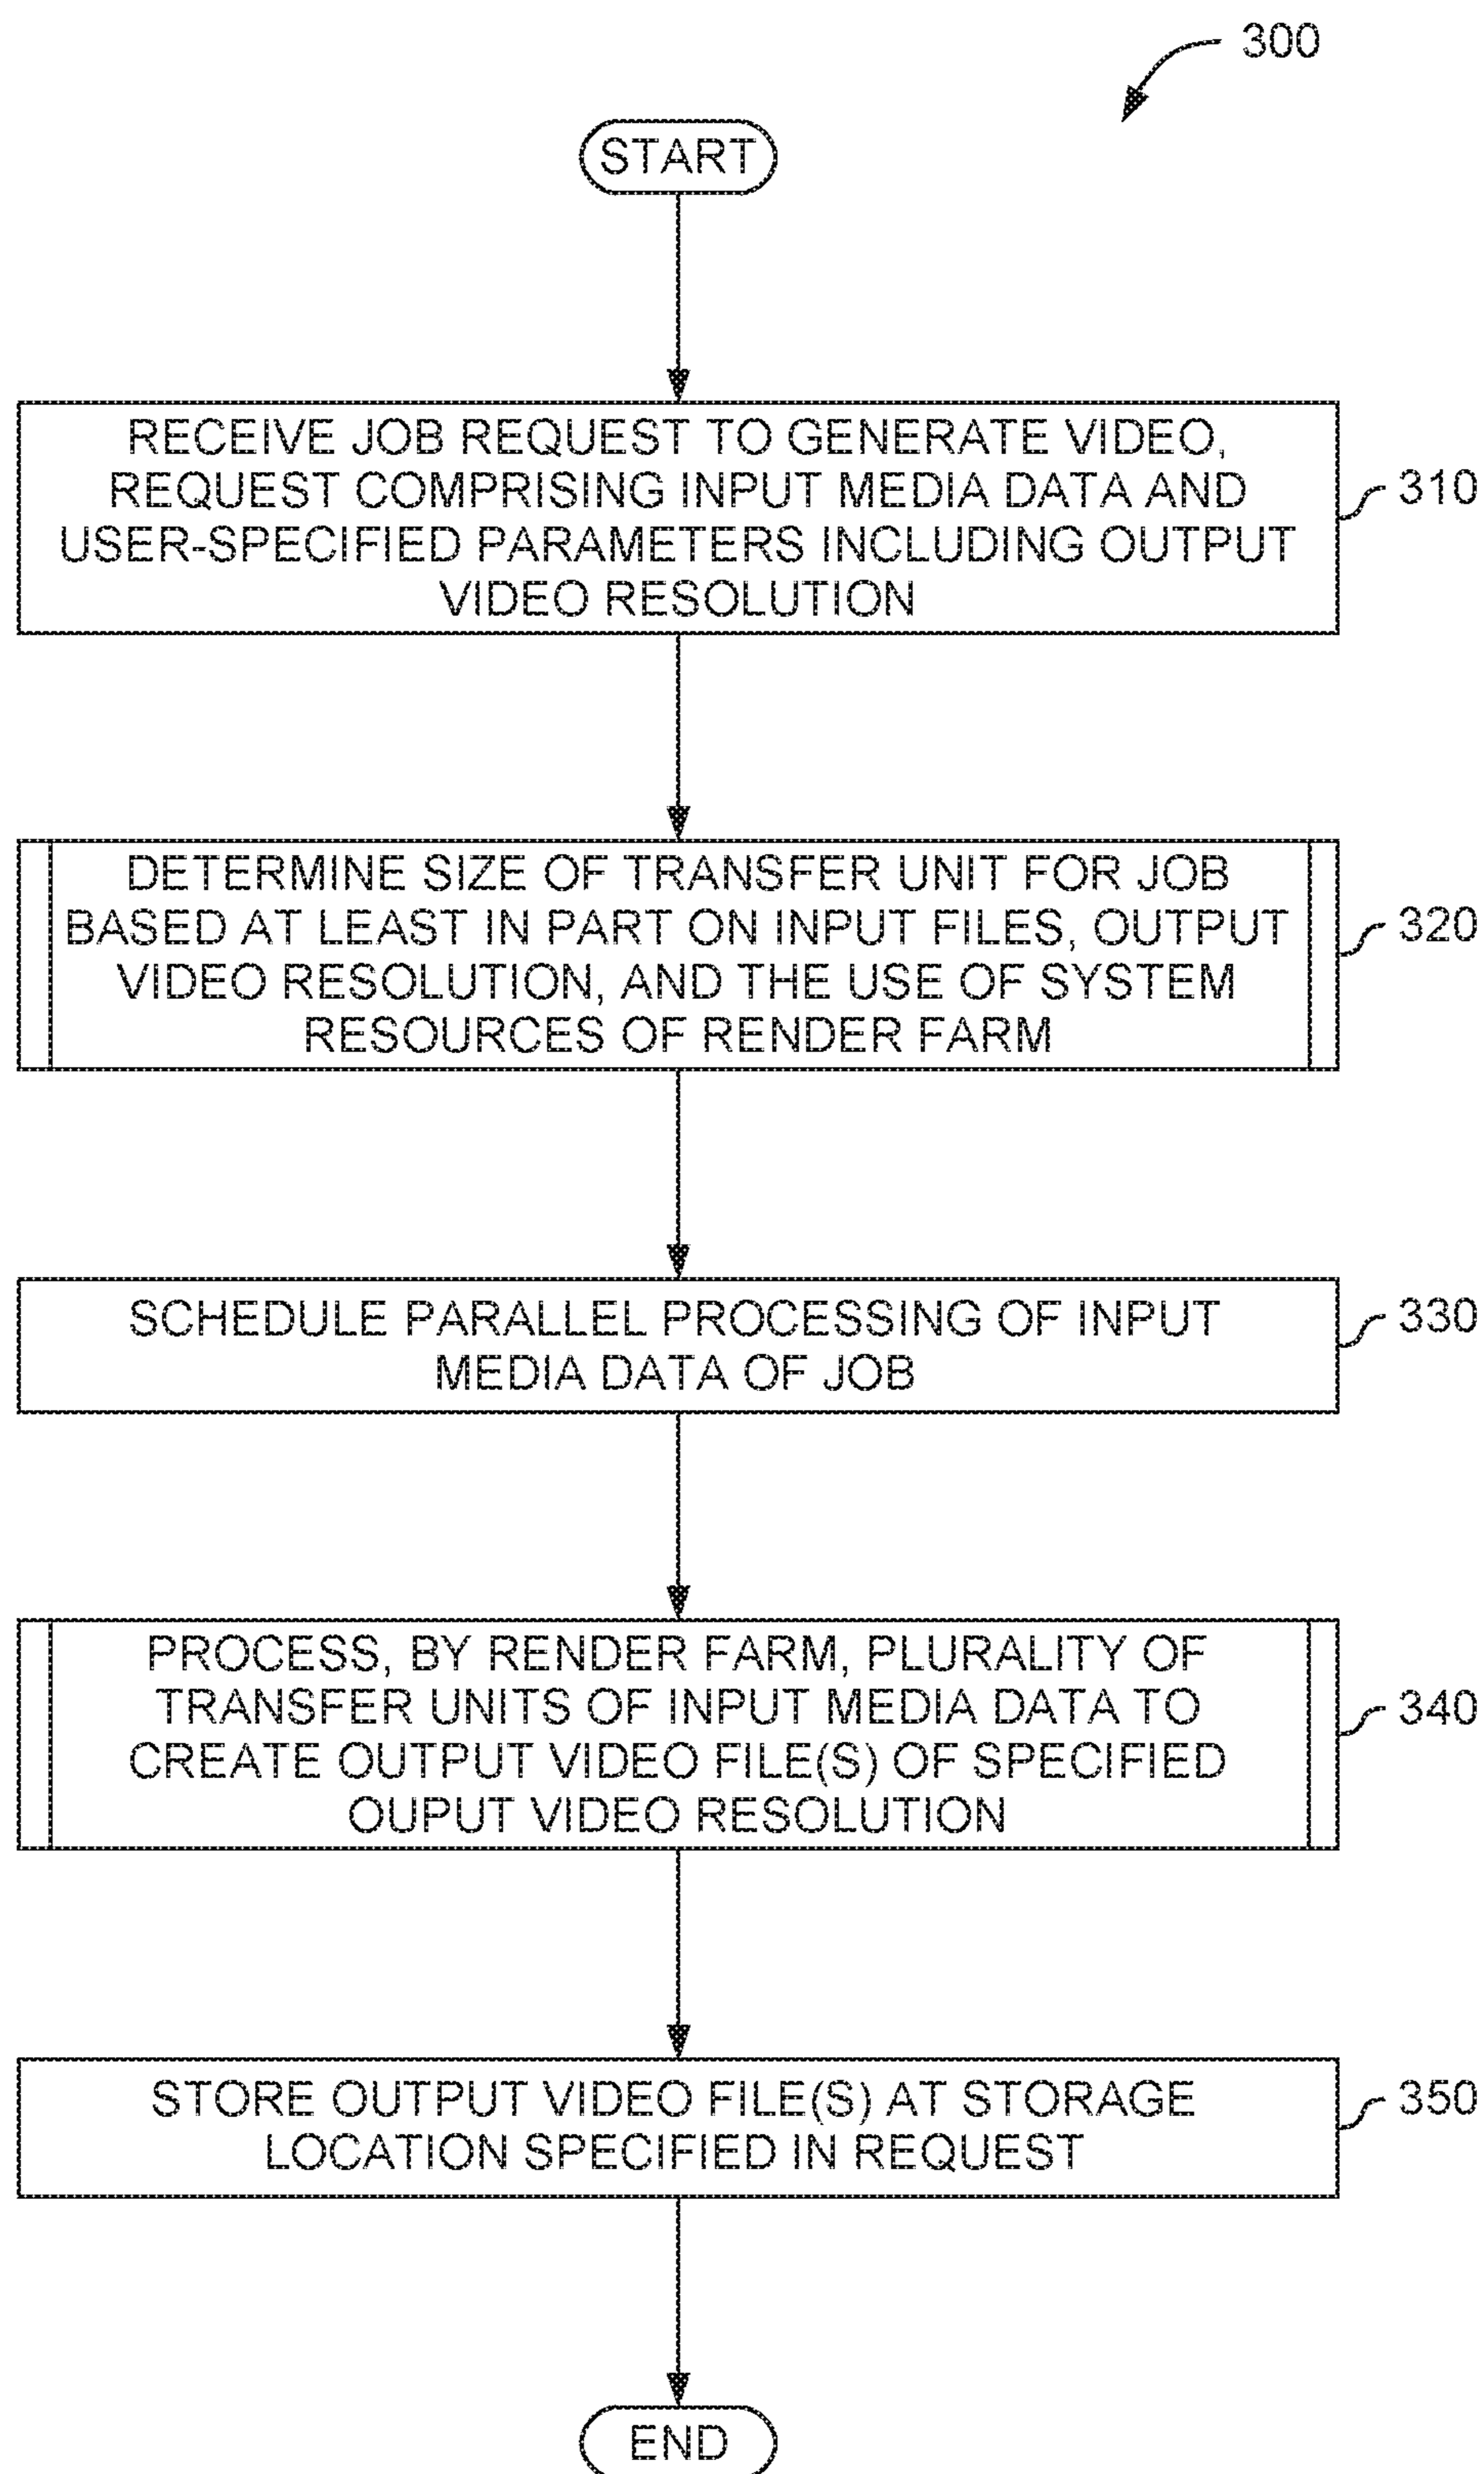 300
START
RECEIVE JOB REQUEST TO GENERATE VIDEO,
REQUEST COMPRISING INPUT MEDIA DATA AND
USER-SPECIFIED PARAMETERS INCLUDING OUTPUT
VIDEO RESOLUTION
310
DETERMINE SIZE OF TRANSFER UNIT FOR JOB
BASED AT LEAST IN PART ON INPUT FILES, OUTPUT
VIDEO RESOLUTION, AND THE USE OF SYSTEM
RESOURCES OF RENDER FARM
320
SCHEDULE PARALLEL PROCESSING OF INPUT
MEDIA DATA OF JOB
330
PROCESS, BY RENDER FARM, PLURALITY OF
TRANSFER UNITS OF INPUT MEDIA DATA TO
CREATE OUTPUT VIDEO FILE(S) OF SPECIFIED
OUPUT VIDEO RESOLUTION
340
STORE OUTPUT VIDEO FILE(S) AT STORAGE
LOCATION SPECIFIED IN REQUEST
350
END